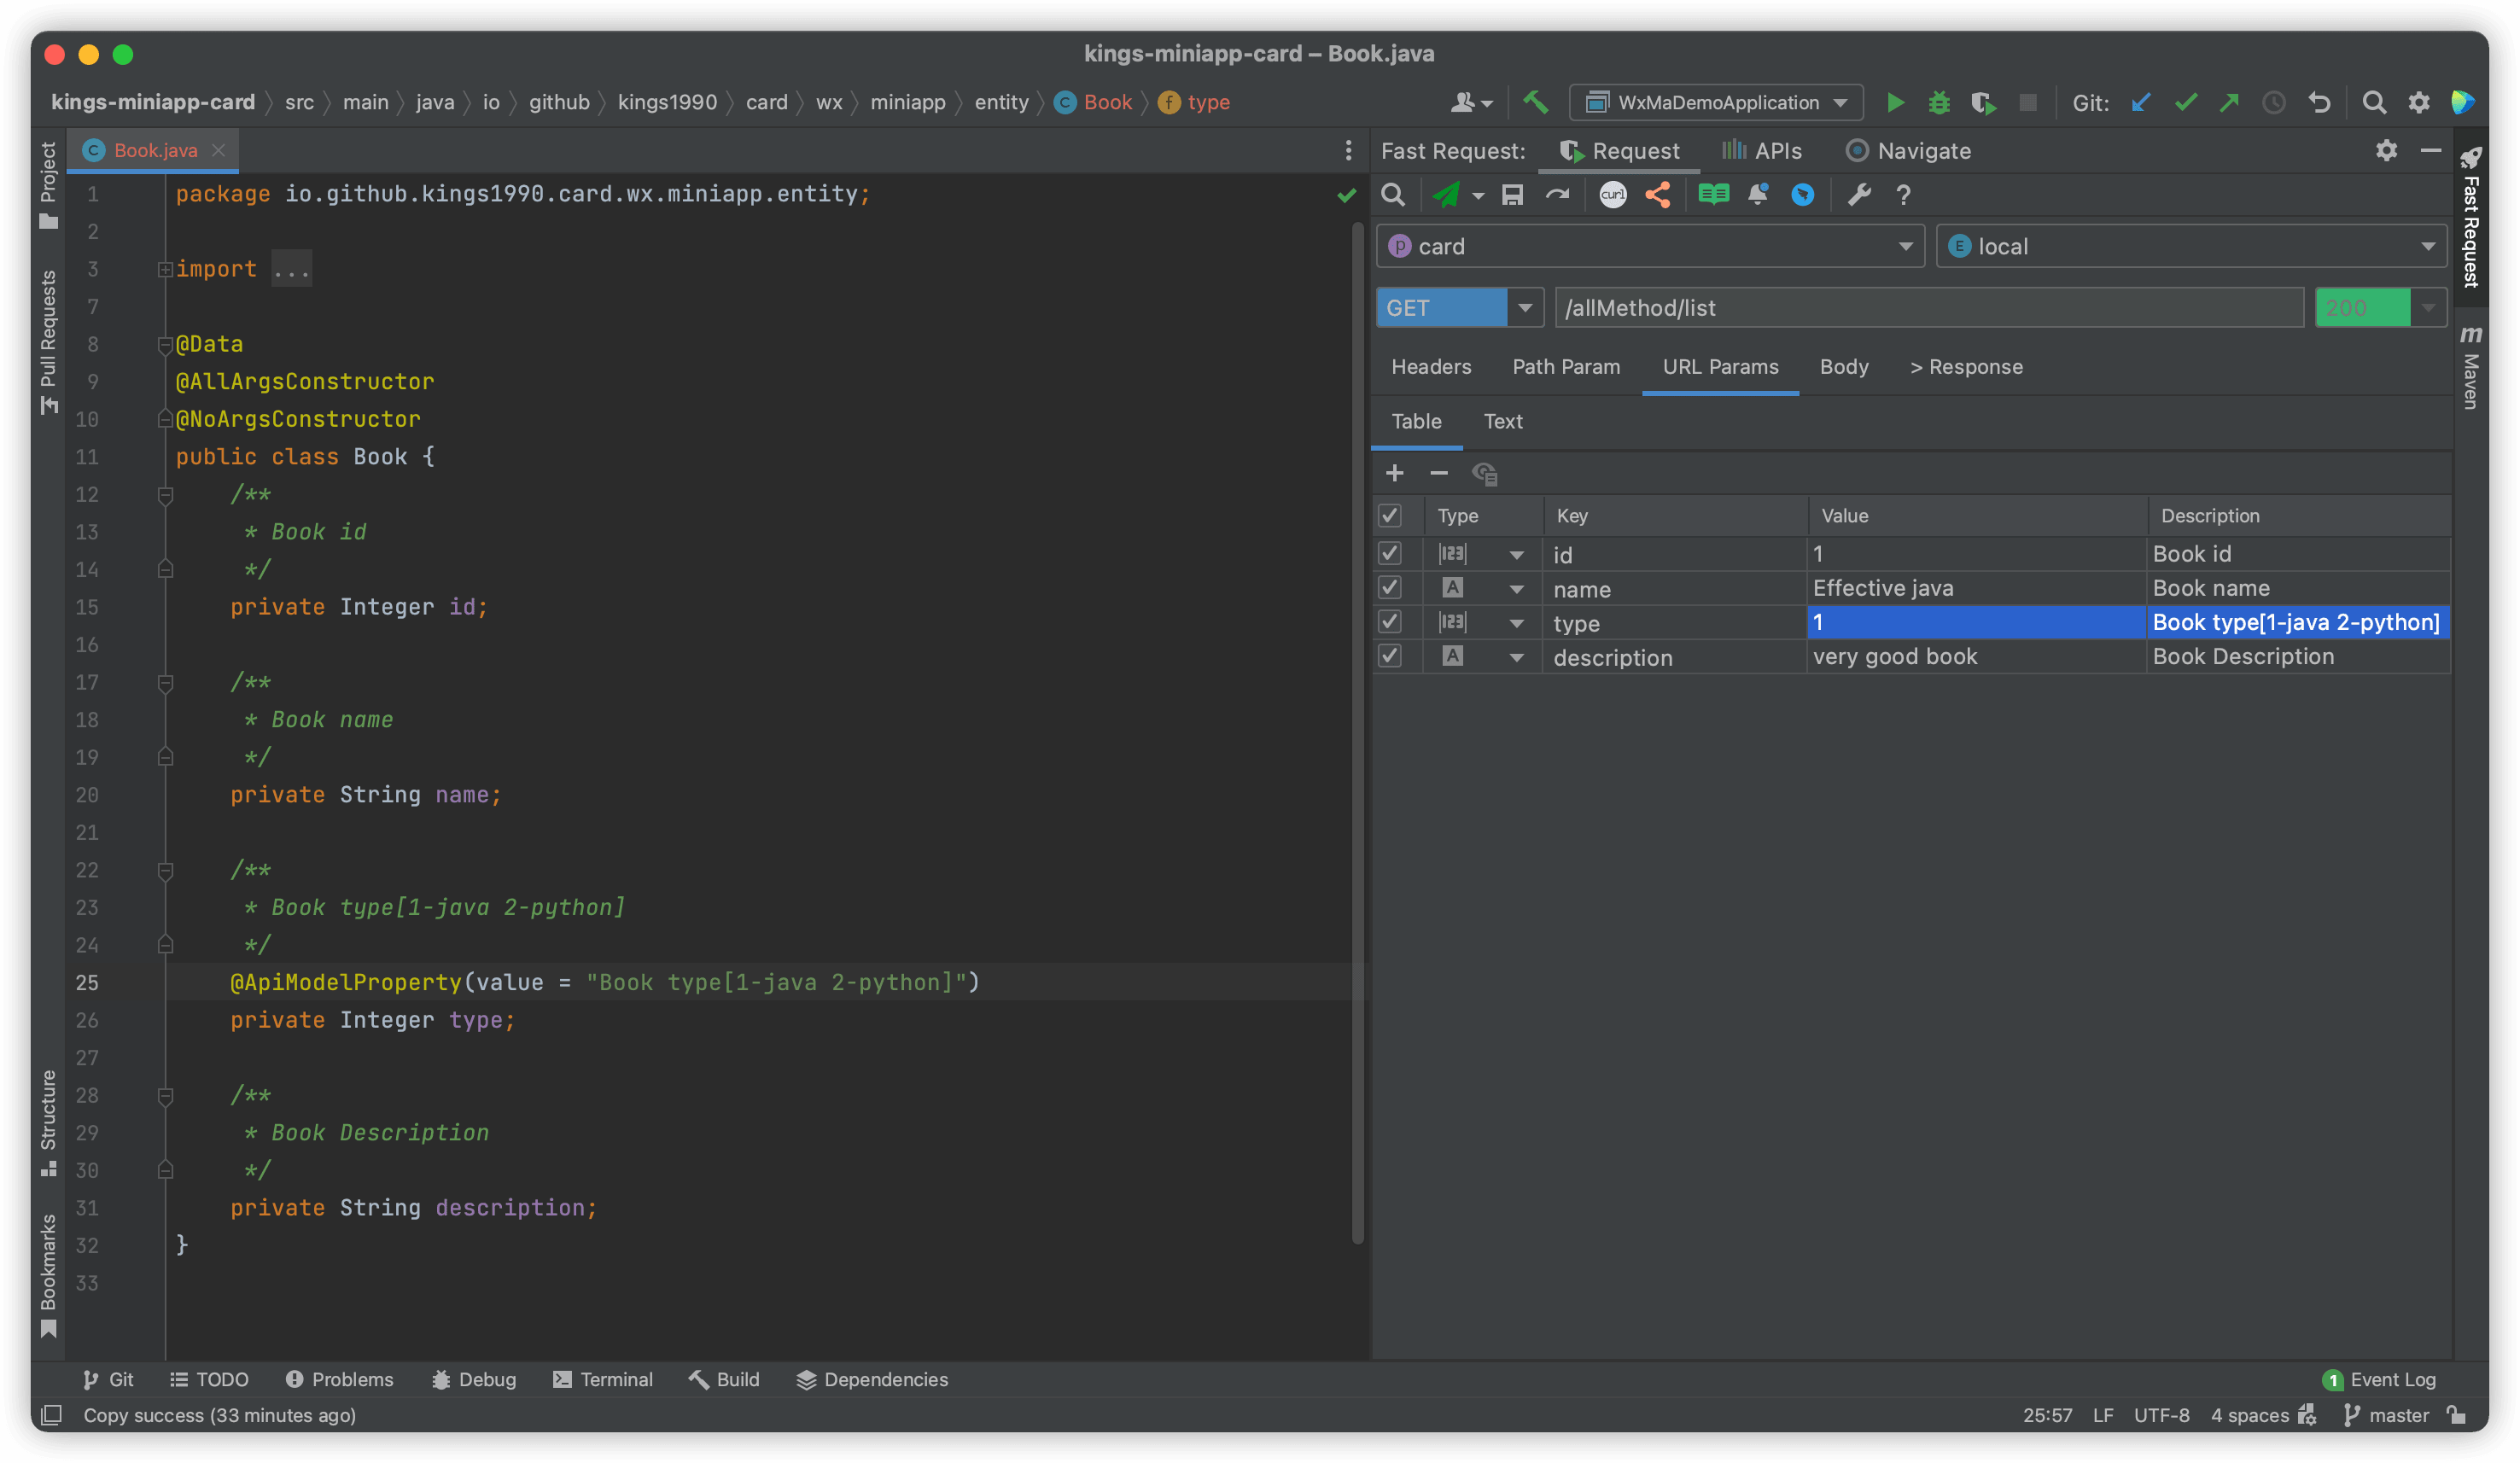 kings-miniapp-card – Book.java
kings-miniapp-card src main java io github kings1990 card wx miniapp entity C Book f type WxMaDemoApplication Git:
Project
Pull Requests
Structure
Bookmarks
C Book.java
1 package io.github.kings1990.card.wx.miniapp.entity;
2
3 import ...
7
8 @Data
9 @AllArgsConstructor
10 @NoArgsConstructor
11 public class Book {
12 /**
13 * Book id
14 */
15 private Integer id;
16
17 /**
18 * Book name
19 */
20 private String name;
21
22 /**
23 * Book type[1-java 2-python]
24 */
25 @ApiModelProperty(value = "Book type[1-java 2-python]")
26 private Integer type;
27
28 /**
29 * Book Description
30 */
31 private String description;
32 }
33
Fast Request: Request APIs Navigate
curl ?
p card E local
GET /allMethod/list 200
Headers Path Param URL Params Body > Response
Table Text
Type Key Value Description
123 id 1 Book id
A name Effective java Book name
123 type 1 Book type[1-java 2-python]
A description very good book Book Description
Fast Request
m Maven
Git TODO Problems Debug Terminal Build Dependencies 1 Event Log
Copy success (33 minutes ago) 25:57 LF UTF-8 4 spaces master